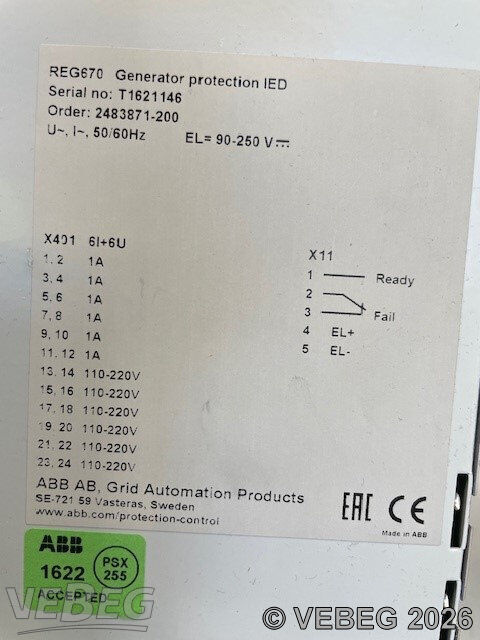 REG670 Generator protection IED
Serial no: T1621146
Order: 2483871-200
U~, I~, 50/60Hz EL= 90-250 V⎓
X401 6I+6U
1, 2 1A
3, 4 1A
5, 6 1A
7, 8 1A
9, 10 1A
11, 12 1A
13, 14 110-220V
15, 16 110-220V
17, 18 110-220V
19, 20 110-220V
21, 22 110-220V
23, 24 110-220V
X11
1 Ready
2
3 Fail
4 EL+
5 EL-
ABB AB, Grid Automation Products
SE-721 59 Vasteras, Sweden
www.abb.com/protection-control
EAC CE
Made in ABB
ABB
1622 PSX 255
ACCEPTED
VEBEG
© VEBEG 2026